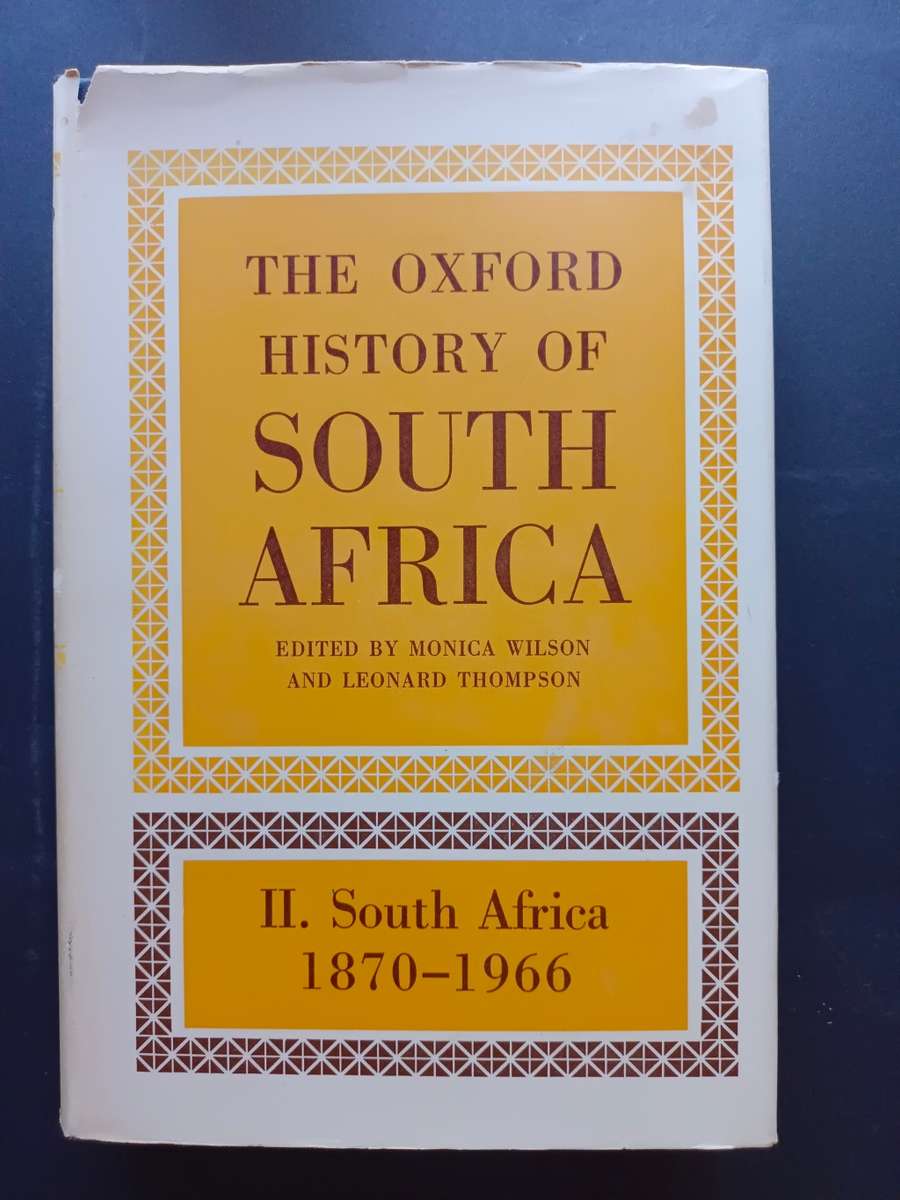 THE OXFORD
HISTORY OF
SOUTH
AFRICA
EDITED BY MONICA WILSON
AND LEONARD THOMPSON
II. South Africa
1870–1966